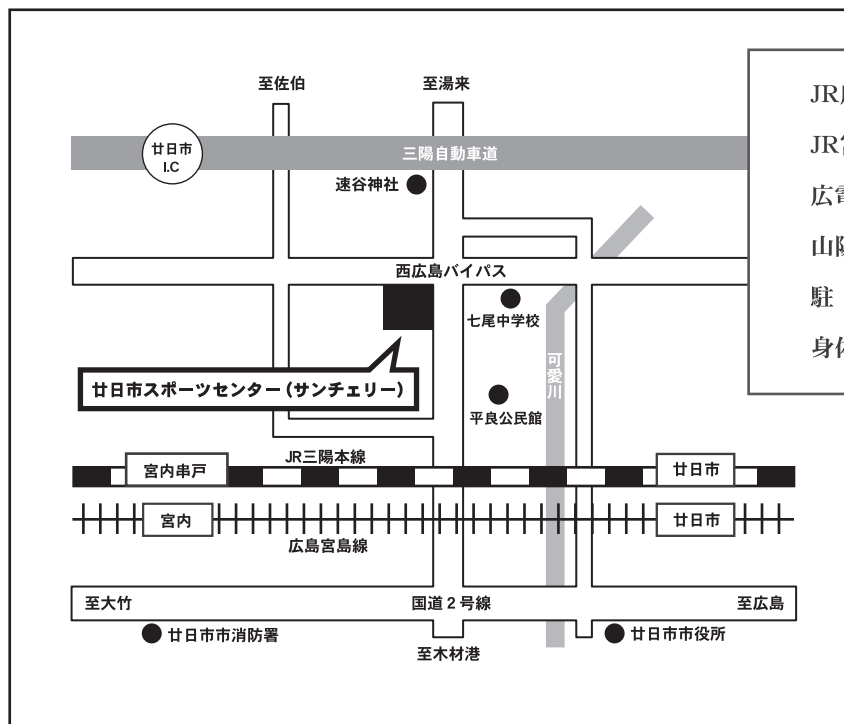 至佐伯
至湯来
廿日市
I.C
三陽自動車道
速谷神社
西広島バイパス
七尾中学校
可愛川
廿日市スポーツセンター(サンチェリー)
平良公民館
JR三陽本線
宮内串戸
廿日市
宮内
廿日市
広島宮島線
至大竹
国道2号線
至広島
廿日市市消防署
廿日市市役所
至木材港
JR
JR
広電
山陽
駐
身体